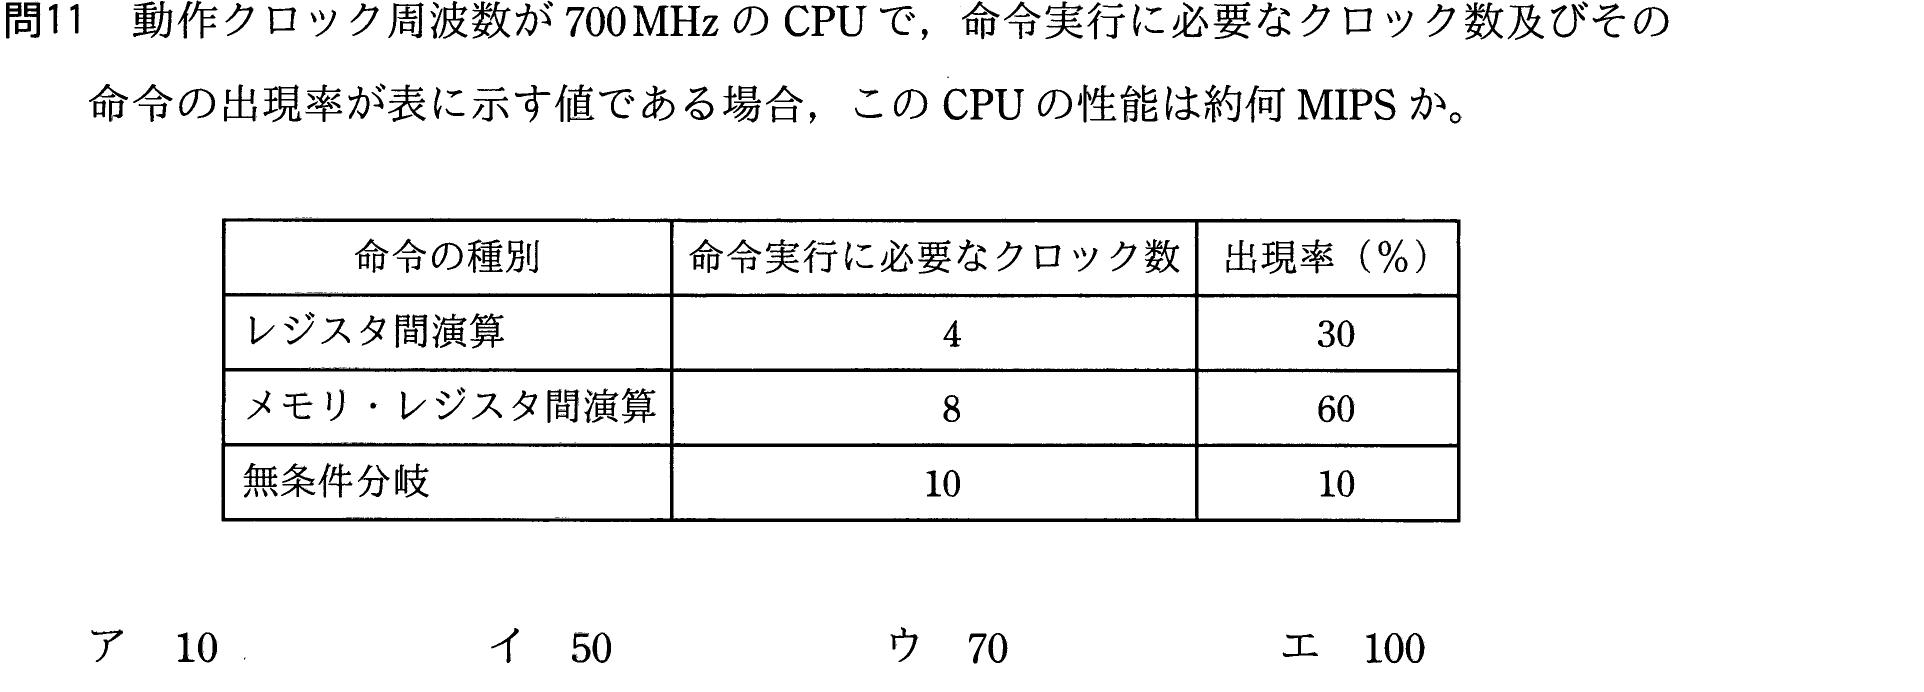 問11 動作クロック周波数が 700 MHz の CPU で，命令実行に必要なクロック数及びその
命令の出現率が表に示す値である場合，この CPU の性能は約何 MIPS か。
命令の種別 命令実行に必要なクロック数 出現率（％）
レジスタ間演算 4 30
メモリ・レジスタ間演算 8 60
無条件分岐 10 10
ア 10 イ 50 ウ 70 エ 100